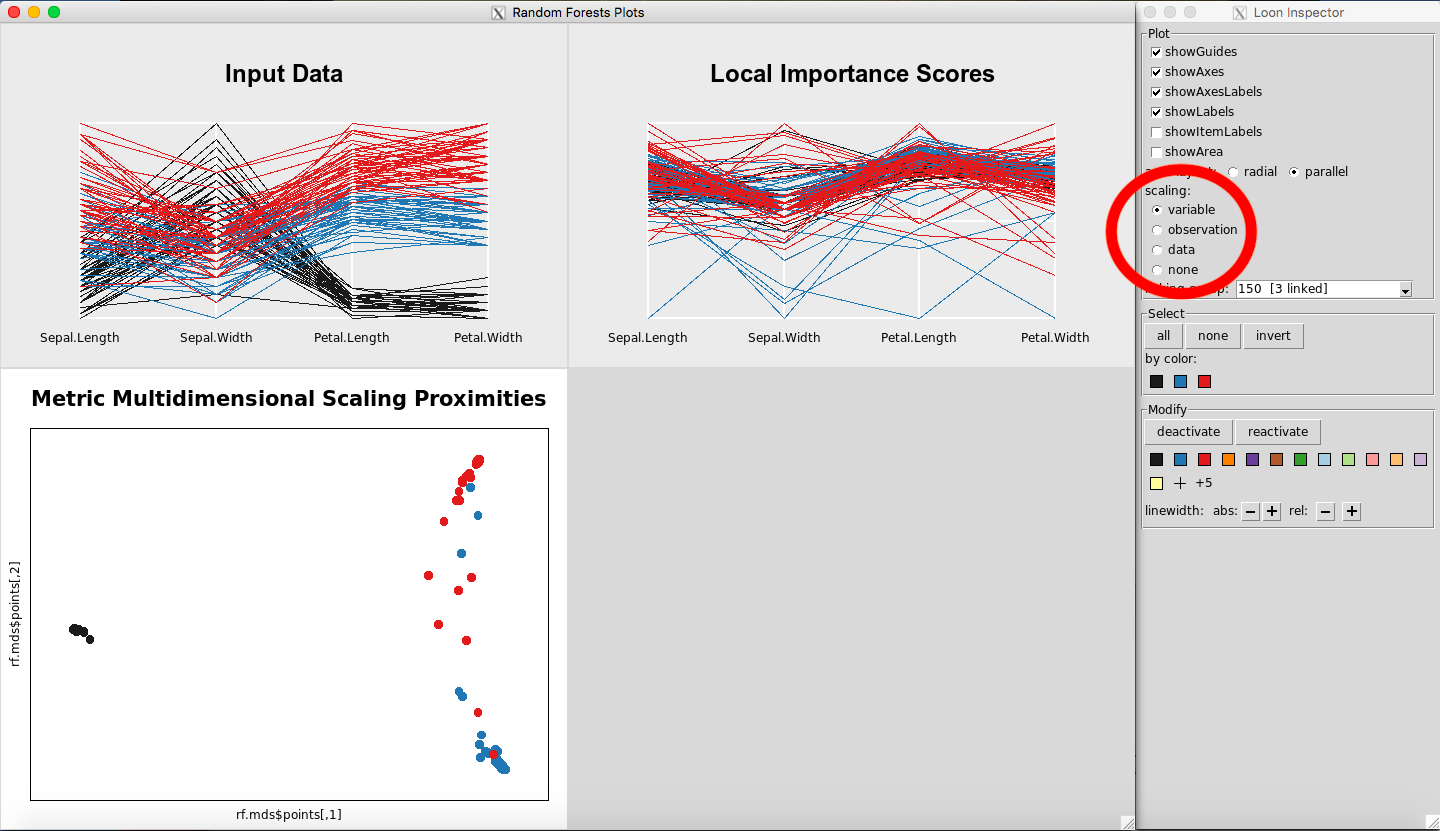 Random Forests Plots
Input Data
Sepal.Length Sepal.Width Petal.Length Petal.Width
Local Importance Scores
Sepal.Length Sepal.Width Petal.Length Petal.Width
Metric Multidimensional Scaling Proximities
rf.mds$points[,2]
rf.mds$points[,1]
Loon Inspector
Plot
showGuides
showAxes
showAxesLabels
showLabels
showItemLabels
showArea
radial parallel
scaling:
variable
observation
data
none
150 [3 linked]
Select
all none invert
by color:
Modify
deactivate reactivate
+5
linewidth: abs: − + rel: − +